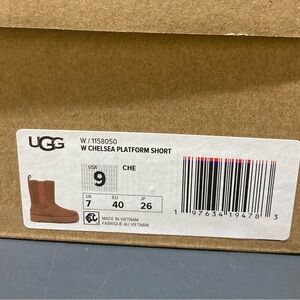 UGG
W / 1158050
W CHELSEA PLATFORM SHORT
USA
9
CHE
UK
7
EU
40
JP
26
MADE IN VIETNAM
FABRIQUÉ AU VIETNAM
1 97634 19478 3